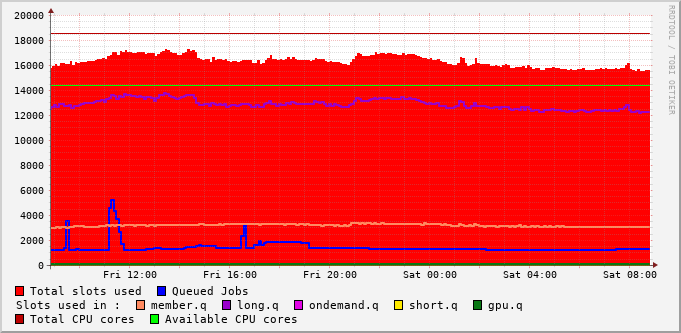 20000
18000
16000
14000
12000
10000
8000
6000
4000
2000
0
Fri 12:00 Fri 16:00 Fri 20:00 Sat 00:00 Sat 04:00 Sat 08:00
Total slots used Queued Jobs
Slots used in : member.q long.q ondemand.q short.q gpu.q
Total CPU cores Available CPU cores
RRDTOOL / TOBI OETIKER